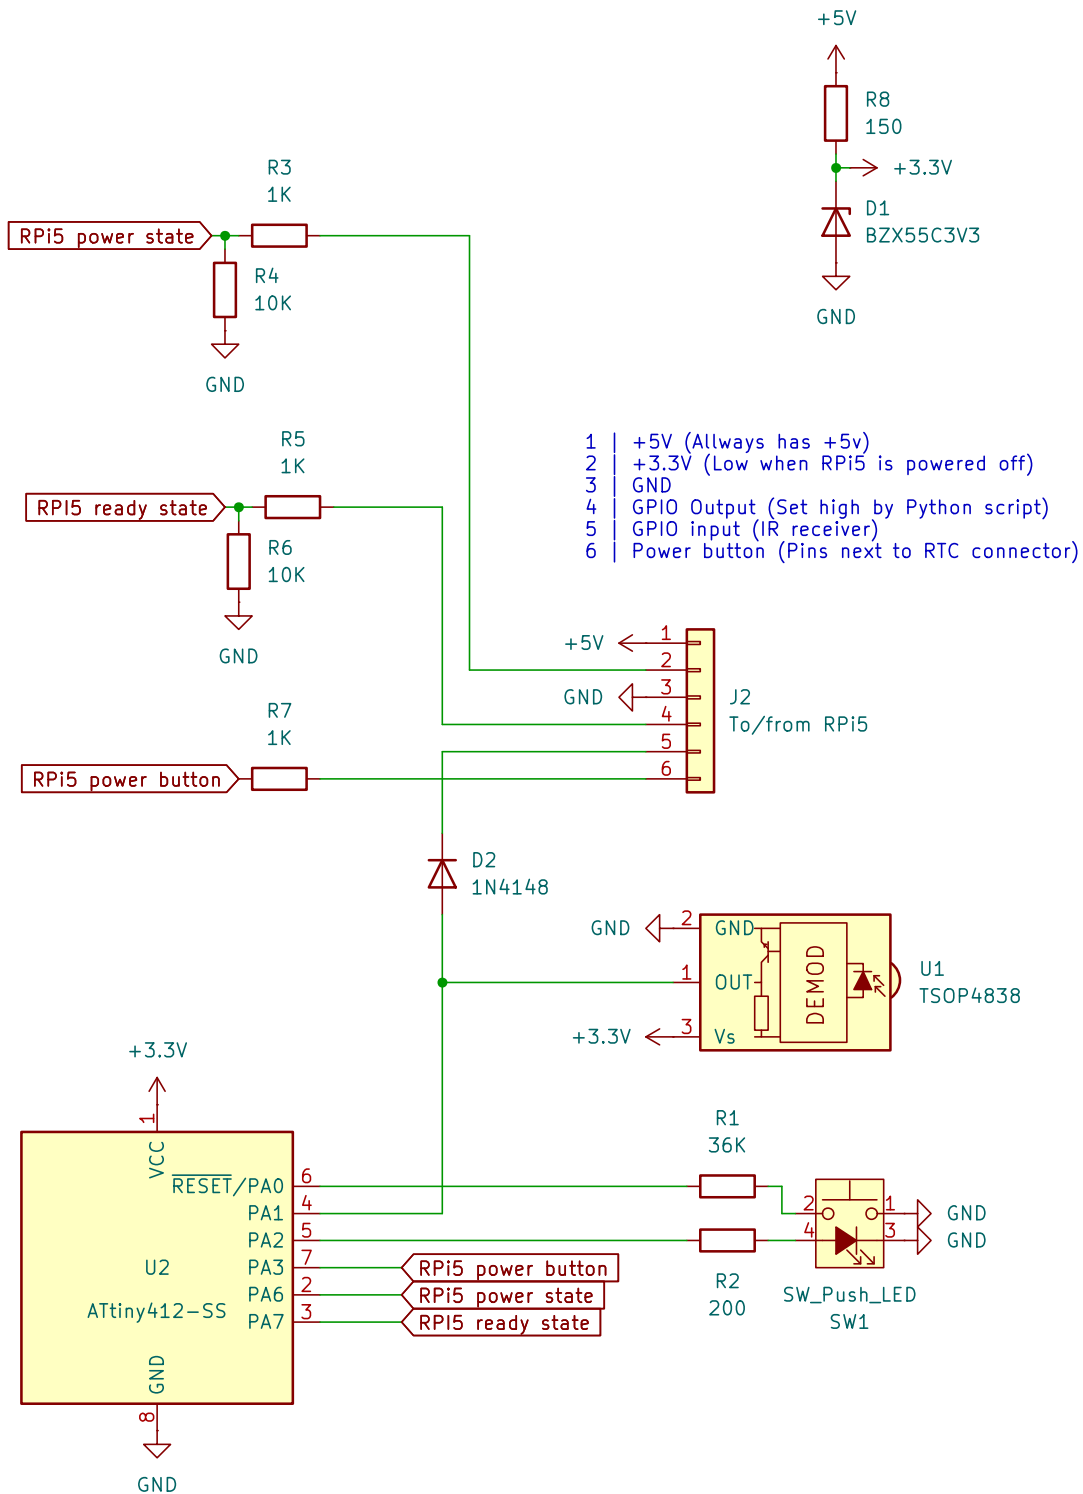 +5V
R8
150
+3.3V
D1
BZX55C3V3
GND
R3
1K
RPi5 power state
R4
10K
GND
R5
1K
RPI5 ready state
R6
10K
GND
1 | +5V (Allways has +5v)
2 | +3.3V (Low when RPi5 is powered off)
3 | GND
4 | GPIO Output (Set high by Python script)
5 | GPIO input (IR receiver)
6 | Power button (Pins next to RTC connector)
R7
1K
RPi5 power button
+5V
GND
1
2
3
4
5
6
J2
To/from RPi5
D2
1N4148
GND
2
GND
1
OUT
+3.3V
3
Vs
DEMOD
U1
TSOP4838
+3.3V
1
VCC
RESET/PA0
6
PA1
4
PA2
5
PA3
7
RPi5 power button
PA6
2
RPi5 power state
PA7
3
RPI5 ready state
U2
ATtiny412-SS
GND
8
GND
R1
36K
R2
200
2
1
GND
4
3
GND
SW_Push_LED
SW1